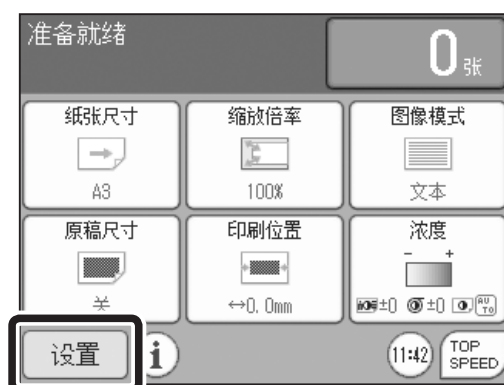 准备就绪
0张
纸张尺寸 缩放倍率 图像模式
A3 100% 文本
原稿尺寸 印刷位置 浓度
- +
关 ↔0.0mm ±0 ±0 AUTO
设置 i 11:42 TOP SPEED